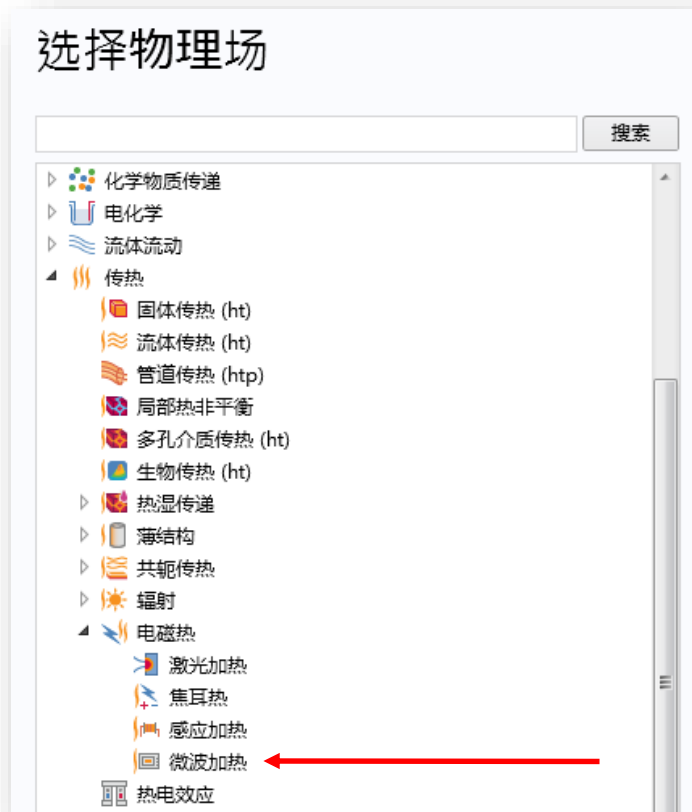 选择物理场
搜索
化学物质传递
电化学
流体流动
传热
固体传热 (ht)
流体传热 (ht)
管道传热 (htp)
局部热非平衡
多孔介质传热 (ht)
生物传热 (ht)
热湿传递
薄结构
共轭传热
辐射
电磁热
激光加热
焦耳热
感应加热
微波加热
热电效应